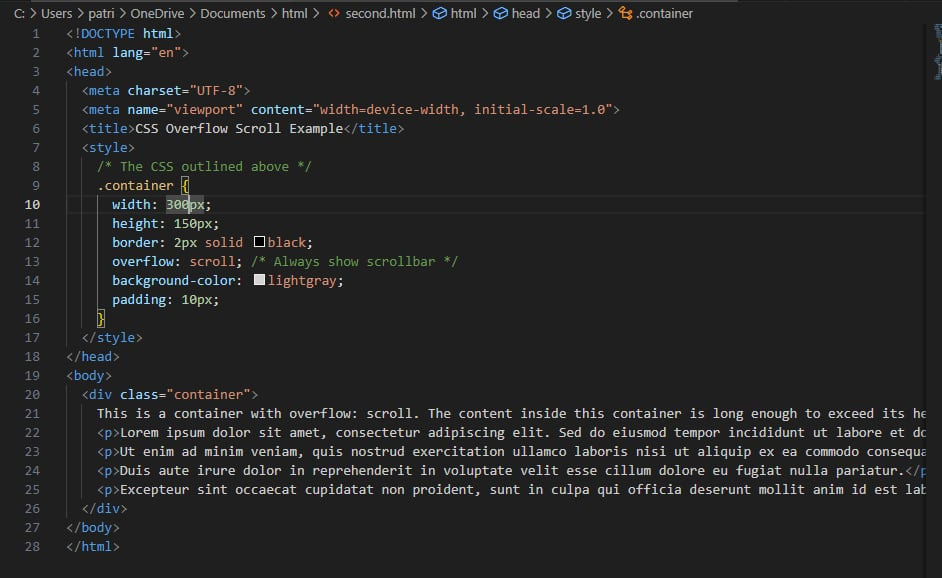 C: > Users > patri > OneDrive > Documents > html > second.html > html > head > style > .container
1 <!DOCTYPE html>
2 <html lang="en">
3 <head>
4 <meta charset="UTF-8">
5 <meta name="viewport" content="width=device-width, initial-scale=1.0">
6 <title>CSS Overflow Scroll Example</title>
7 <style>
8 /* The CSS outlined above */
9 .container {
10 width: 300px;
11 height: 150px;
12 border: 2px solid black;
13 overflow: scroll; /* Always show scrollbar */
14 background-color: lightgray;
15 padding: 10px;
16 }
17 </style>
18 </head>
19 <body>
20 <div class="container">
21 This is a container with overflow: scroll. The content inside this container is long enough to exceed its he
22 <p>Lorem ipsum dolor sit amet, consectetur adipiscing elit. Sed do eiusmod tempor incididunt ut labore et do
23 <p>Ut enim ad minim veniam, quis nostrud exercitation ullamco laboris nisi ut aliquip ex ea commodo consequa
24 <p>Duis aute irure dolor in reprehenderit in voluptate velit esse cillum dolore eu fugiat nulla pariatur.</p
25 <p>Excepteur sint occaecat cupidatat non proident, sunt in culpa qui officia deserunt mollit anim id est lab
26 </div>
27 </body>
28 </html>